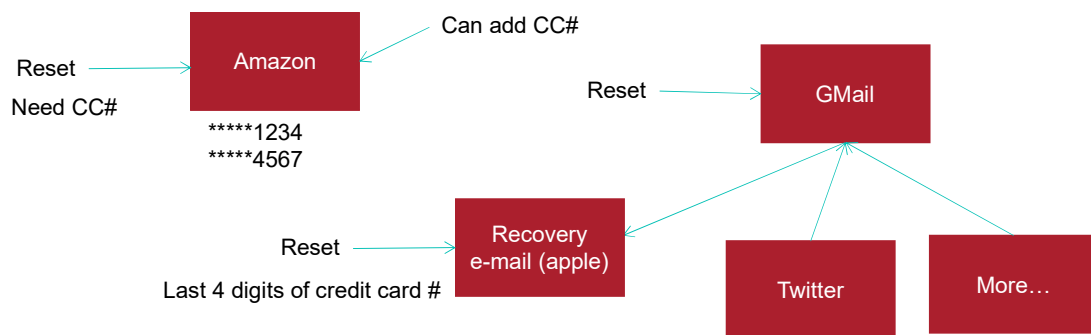 Can add CC#
Amazon
Reset
Need CC#
*****1234
*****4567
Reset
GMail
Reset
Recovery
e-mail (apple)
Last 4 digits of credit card #
Twitter
More…